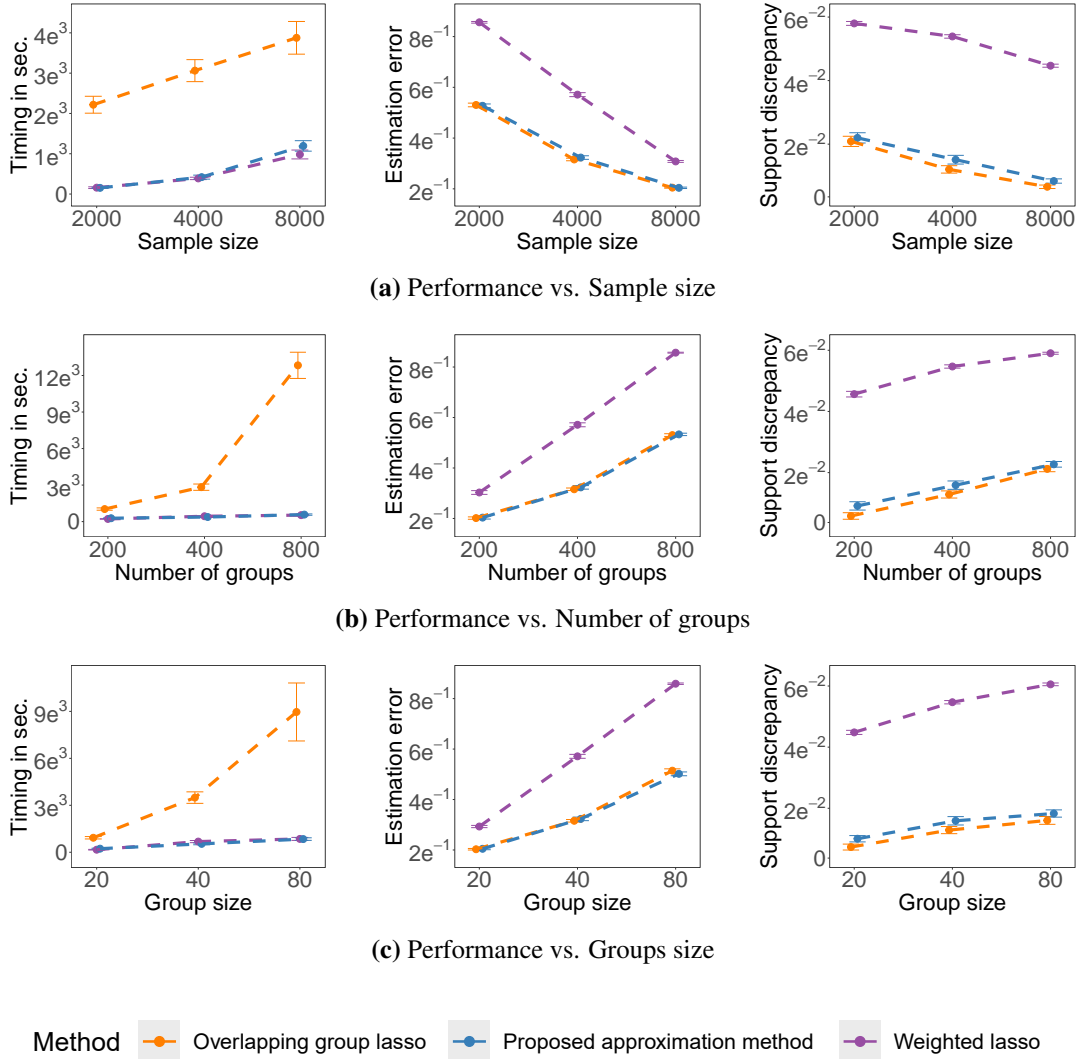 Timing in sec.
4e³
3e³
2e³
1e³
0
2000 4000 8000
Sample size
Estimation error
8e⁻¹
6e⁻¹
4e⁻¹
2e⁻¹
2000 4000 8000
Sample size
Support discrepancy
6e⁻²
4e⁻²
2e⁻²
0
2000 4000 8000
Sample size
(a) Performance vs. Sample size
Timing in sec.
12e³
9e³
6e³
3e³
0
200 400 800
Number of groups
Estimation error
8e⁻¹
6e⁻¹
4e⁻¹
2e⁻¹
200 400 800
Number of groups
Support discrepancy
6e⁻²
4e⁻²
2e⁻²
0
200 400 800
Number of groups
(b) Performance vs. Number of groups
Timing in sec.
9e³
6e³
3e³
0
20 40 80
Group size
Estimation error
8e⁻¹
6e⁻¹
4e⁻¹
2e⁻¹
20 40 80
Group size
Support discrepancy
6e⁻²
4e⁻²
2e⁻²
0
20 40 80
Group size
(c) Performance vs. Groups size
Method Overlapping group lasso Proposed approximation method Weighted lasso